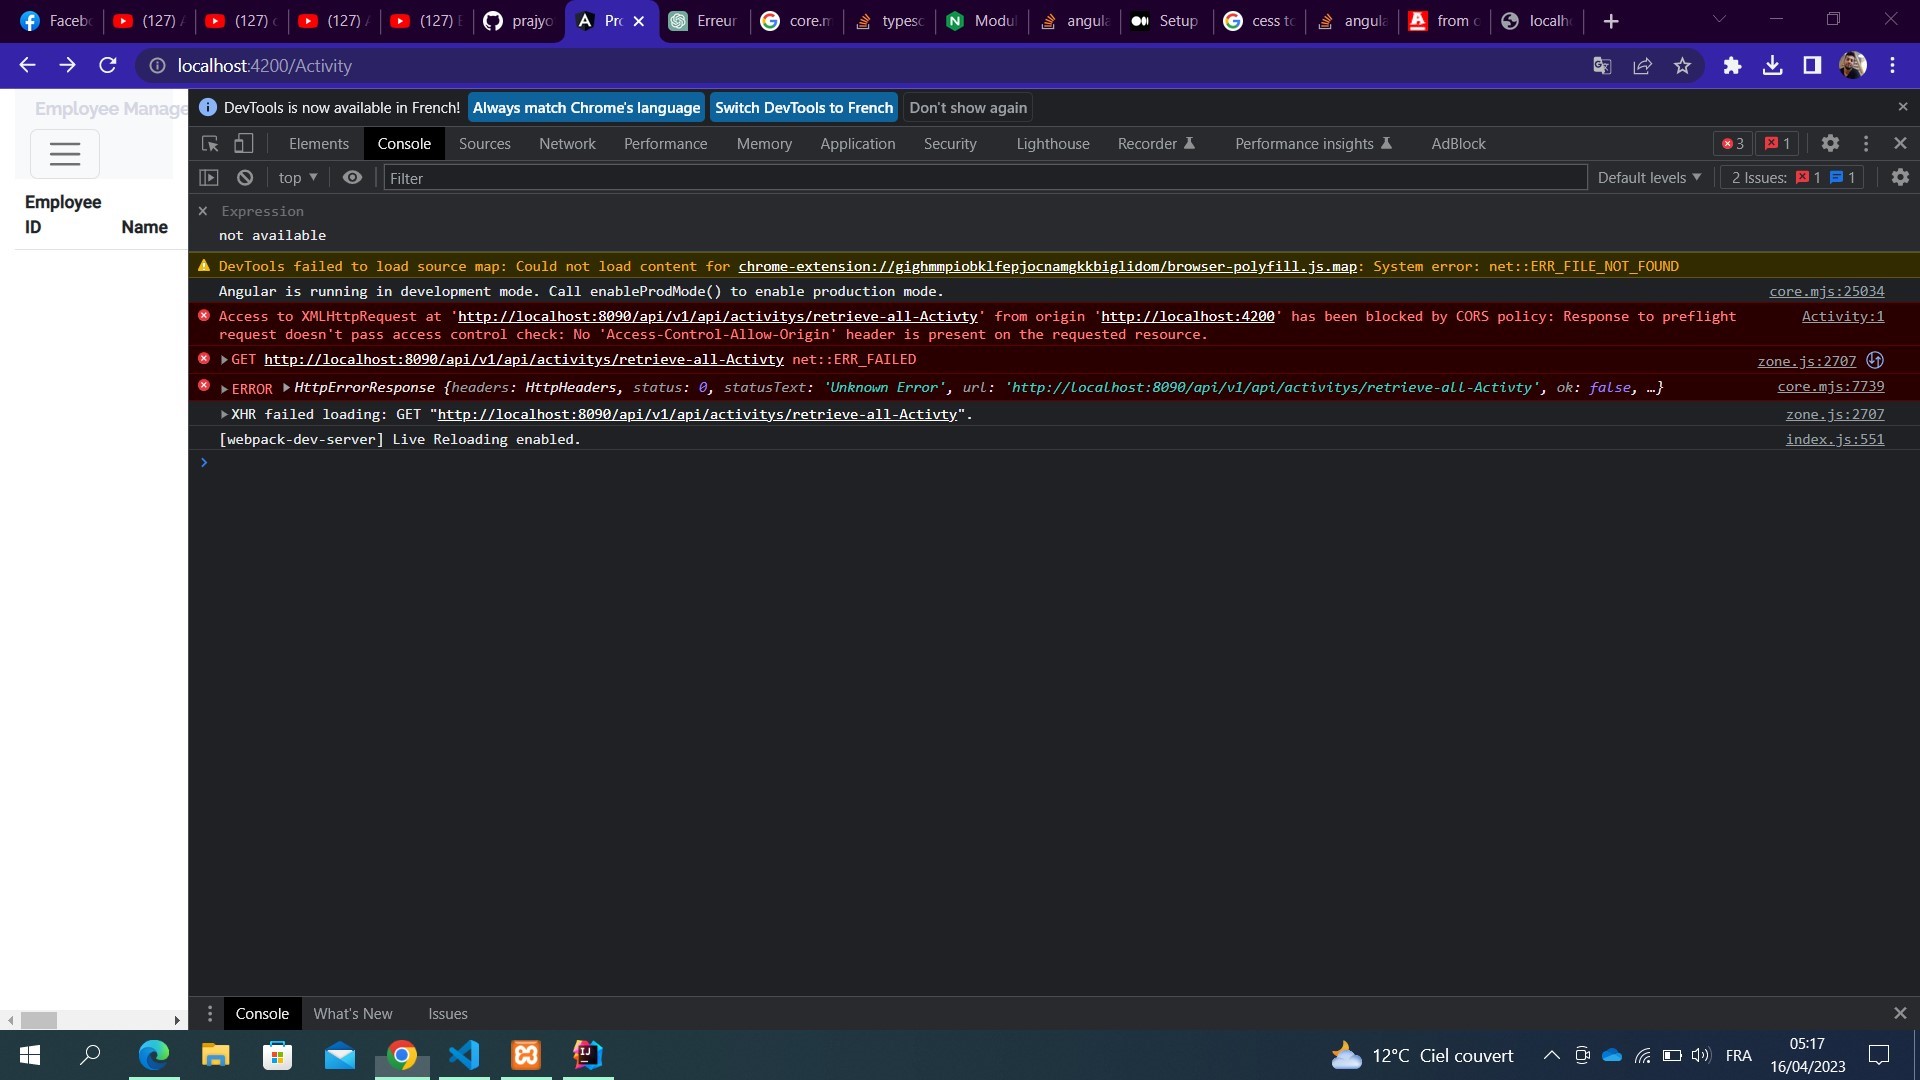 Facebo (127) / (127) c (127) / (127) E prajyo Pro Erreur core.m typesc Modul angula Setup cess to angula from o localh
localhost:4200/Activity
Employee Manage
Employee
ID Name
DevTools is now available in French! Always match Chrome's language Switch DevTools to French Don't show again
Elements Console Sources Network Performance Memory Application Security Lighthouse Recorder Performance insights AdBlock 3 1
top Filter Default levels 2 Issues: 1 1
Expression
not available
DevTools failed to load source map: Could not load content for chrome-extension://gighmmpiobklfepjocnamgkkbiglidom/browser-polyfill.js.map: System error: net::ERR_FILE_NOT_FOUND
Angular is running in development mode. Call enableProdMode() to enable production mode. core.mjs:25034
Access to XMLHttpRequest at 'http://localhost:8090/api/v1/api/activitys/retrieve-all-Activty' from origin 'http://localhost:4200' has been blocked by CORS policy: Response to preflight Activity:1
request doesn't pass access control check: No 'Access-Control-Allow-Origin' header is present on the requested resource.
GET http://localhost:8090/api/v1/api/activitys/retrieve-all-Activty net::ERR_FAILED zone.js:2707
ERROR HttpErrorResponse {headers: HttpHeaders, status: 0, statusText: 'Unknown Error', url: 'http://localhost:8090/api/v1/api/activitys/retrieve-all-Activty', ok: false, …} core.mjs:7739
XHR failed loading: GET "http://localhost:8090/api/v1/api/activitys/retrieve-all-Activty". zone.js:2707
[webpack-dev-server] Live Reloading enabled. index.js:551
Console What's New Issues
12°C Ciel couvert FRA 05:17
16/04/2023